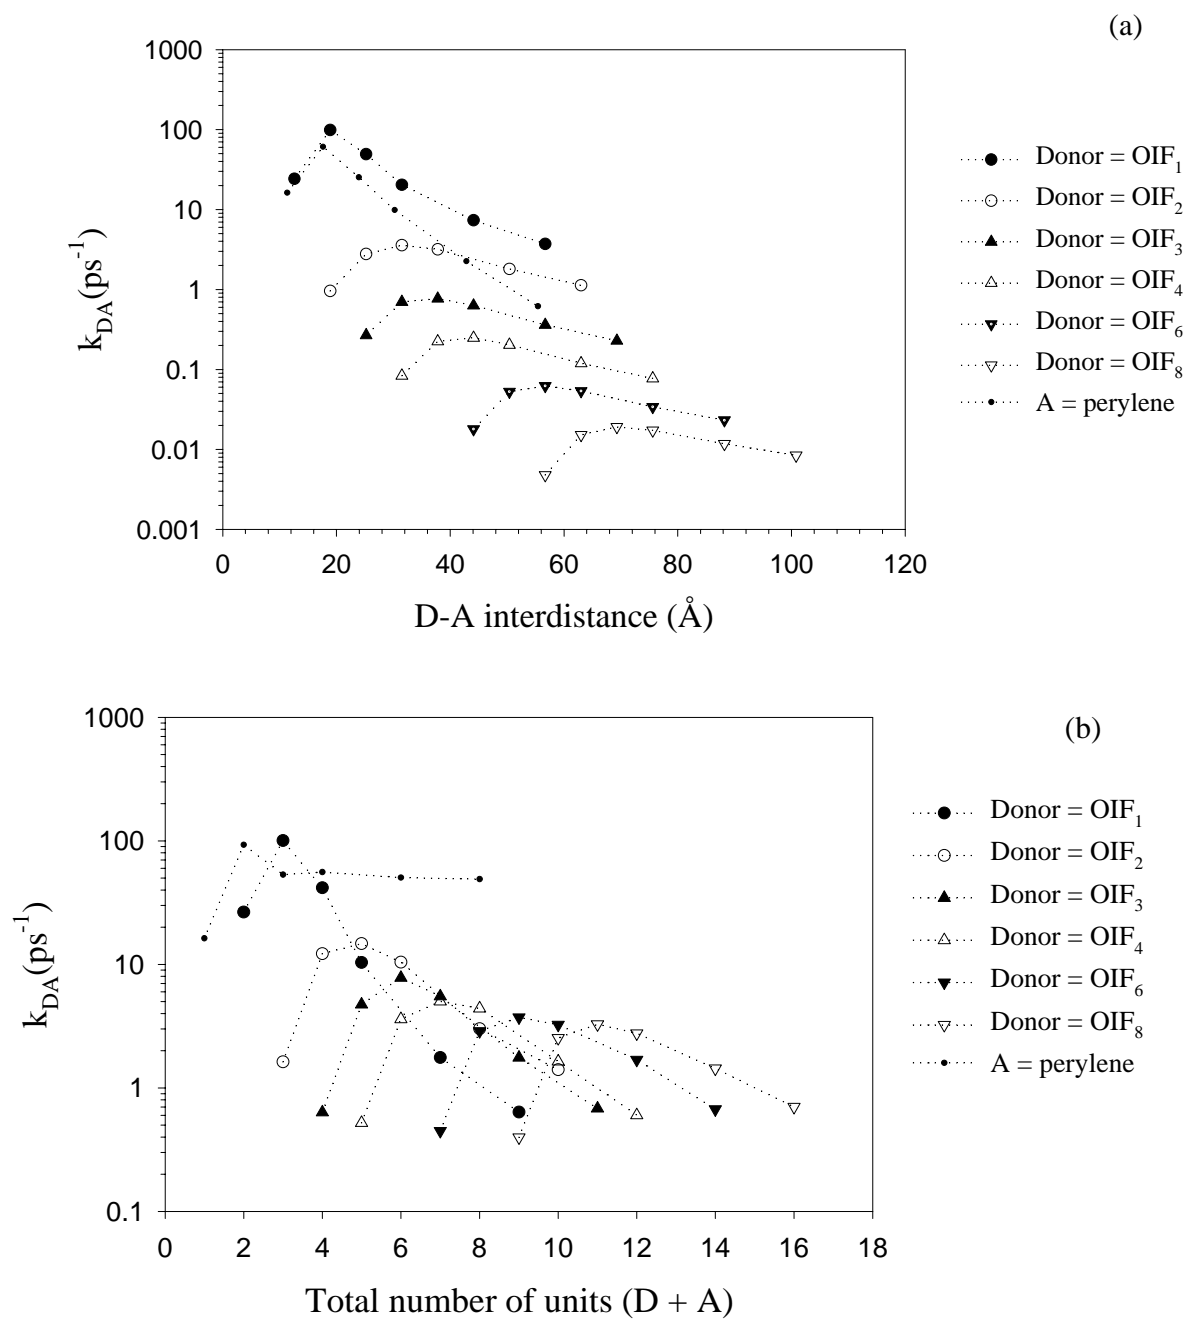 (a)
1000
100
10
1
0.1
0.01
0.001
k_DA(ps^-1)
0 20 40 60 80 100 120
D-A interdistance (Å)
Donor = OIF_1
Donor = OIF_2
Donor = OIF_3
Donor = OIF_4
Donor = OIF_6
Donor = OIF_8
A = perylene
(b)
1000
100
10
1
0.1
k_DA(ps^-1)
0 2 4 6 8 10 12 14 16 18
Total number of units (D + A)
Donor = OIF_1
Donor = OIF_2
Donor = OIF_3
Donor = OIF_4
Donor = OIF_6
Donor = OIF_8
A = perylene